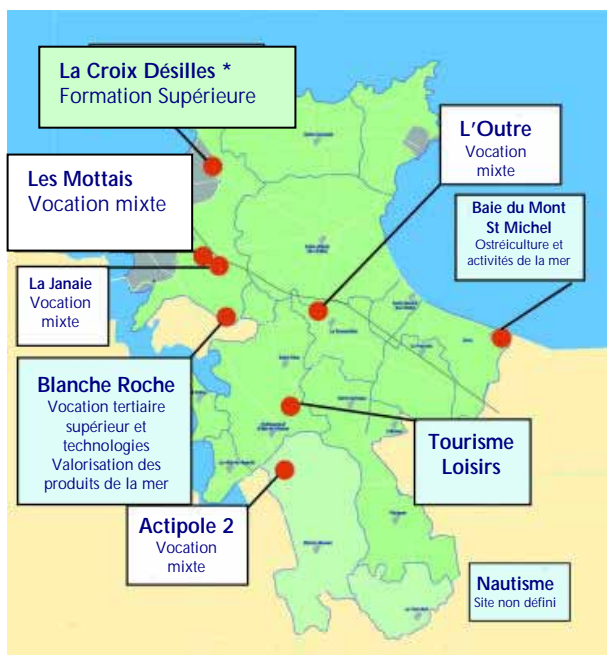 La Croix Désilles *
Formation Supérieure
L'Outre
Vocation
mixte
Les Mottais
Vocation mixte
Baie du Mont
St Michel
Ostréiculture et
activités de la mer
La Janaie
Vocation
mixte
Blanche Roche
Vocation tertiaire
supérieur et
technologies
Valorisation des
produits de la mer
Tourisme
Loisirs
Actipole 2
Vocation
mixte
Nautisme
Site non défini